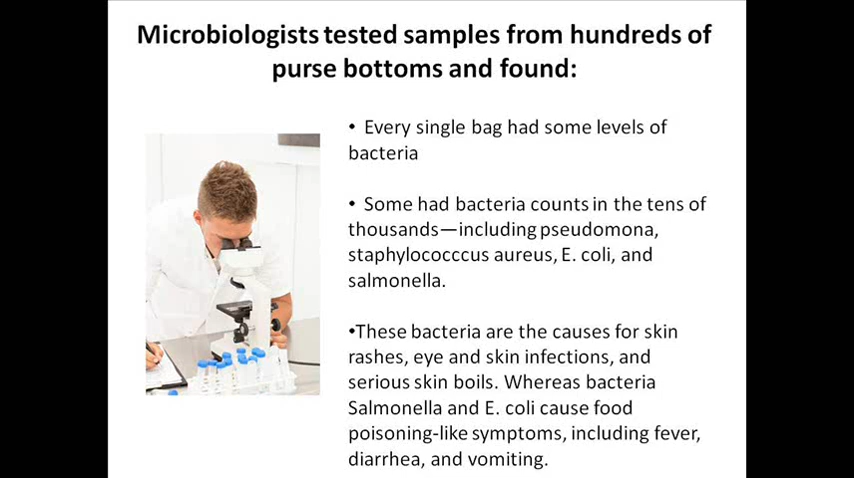 Microbiologists tested samples from hundreds of
purse bottoms and found:
• Every single bag had some levels of
bacteria
• Some had bacteria counts in the tens of
thousands—including pseudomona,
staphylococccus aureus, E. coli, and
salmonella.
•These bacteria are the causes for skin
rashes, eye and skin infections, and
serious skin boils. Whereas bacteria
Salmonella and E. coli cause food
poisoning-like symptoms, including fever,
diarrhea, and vomiting.